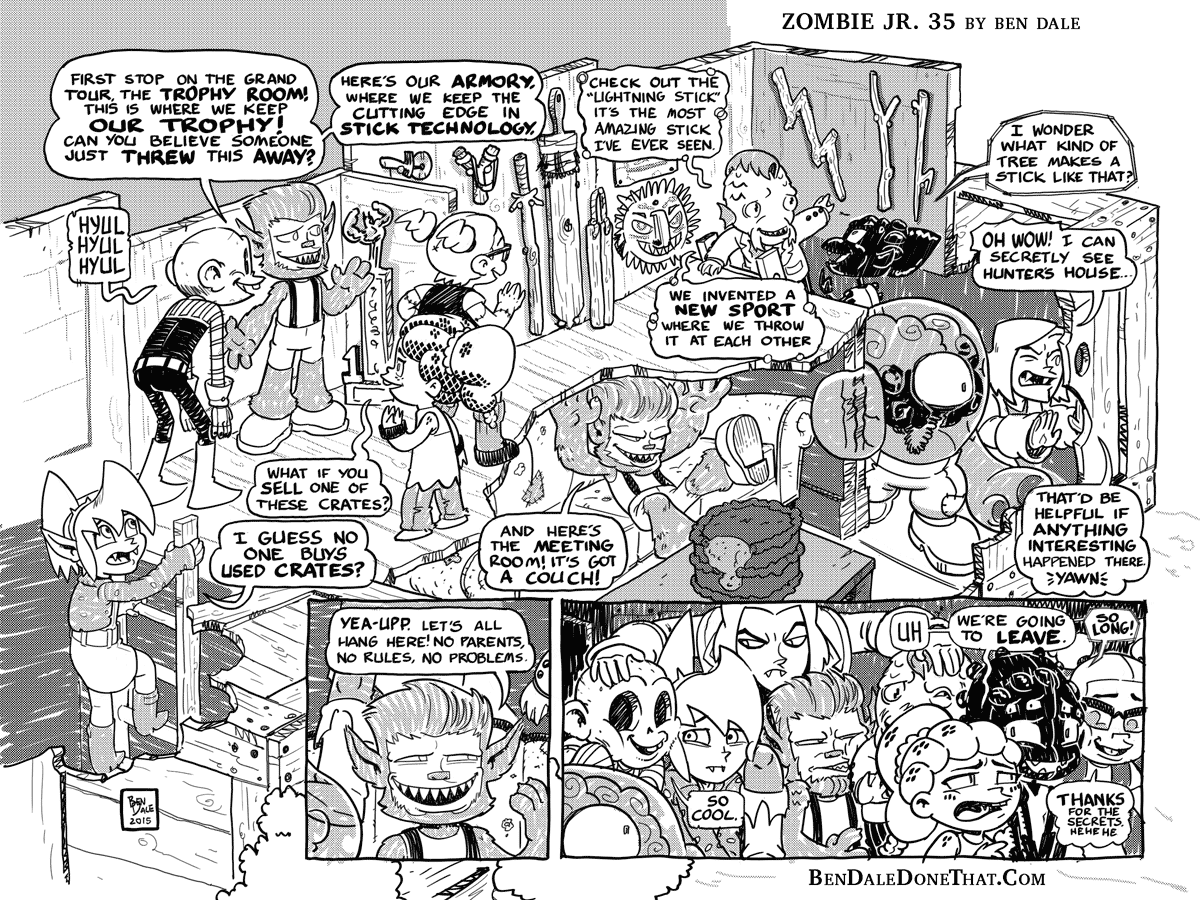 ZOMBIE JR. 35 BY BEN DALE
FIRST STOP ON THE GRAND
TOUR, THE TROPHY ROOM!
THIS IS WHERE WE KEEP
OUR TROPHY!
CAN YOU BELIEVE SOMEONE
JUST THREW THIS AWAY?
HERE'S OUR ARMORY,
WHERE WE KEEP THE
CUTTING EDGE IN
STICK TECHNOLOGY.
CHECK OUT THE
"LIGHTNING STICK"
IT'S THE MOST
AMAZING STICK
I'VE EVER SEEN.
I WONDER
WHAT KIND OF
TREE MAKES A
STICK LIKE THAT?
HYUL
HYUL
HYUL
OH WOW! I CAN
SECRETLY SEE
HUNTER'S HOUSE...
WE INVENTED A
NEW SPORT
WHERE WE THROW
IT AT EACH OTHER
1
WHAT IF YOU
SELL ONE OF
THESE CRATES?
I GUESS NO
ONE BUYS
USED CRATES?
AND HERE'S
THE MEETING
ROOM! IT'S GOT
A COUCH!
THAT'D BE
HELPFUL IF
ANYTHING
INTERESTING
HAPPENED THERE.
YAWN
YEA-UPP. LET'S ALL
HANG HERE! NO PARENTS,
NO RULES, NO PROBLEMS.
UH
WE'RE GOING
TO LEAVE.
SO
LONG!
SO
COOL.
THANKS
FOR THE
SECRETS,
HE HE HE
BEN
DALE
2015
BENDALEDONETHAT.COM